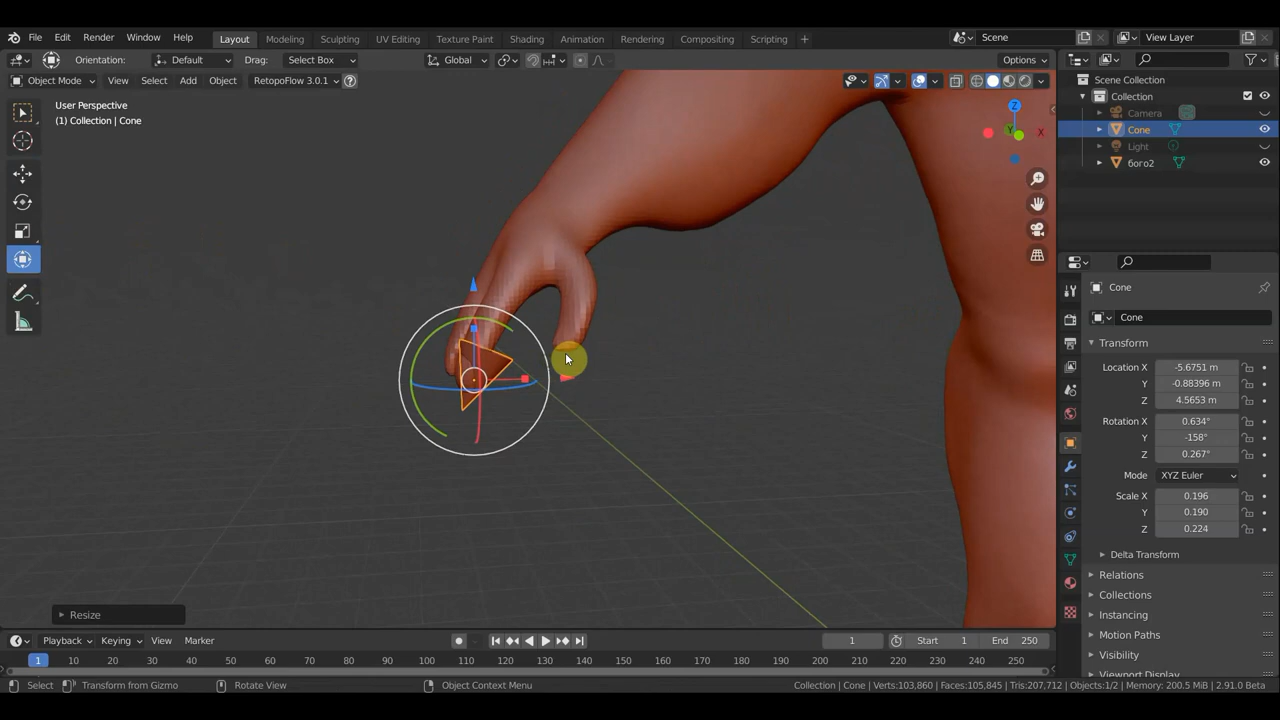 File Edit Render Window Help Layout Modeling Sculpting UV Editing Texture Paint Shading Animation Rendering Compositing Scripting + Scene View Layer
Orientation: Default Drag: Select Box Global Options
Object Mode View Select Add Object RetopoFlow 3.0.1 ?
User Perspective
(1) Collection | Cone
Z
X
Y
Scene Collection
Collection
Camera
Cone
Light
бого2
Cone
Cone
Transform
Location X -5.6751 m
Y -0.88396 m
Z 4.5653 m
Rotation X 0.634°
Y -158°
Z 0.267°
Mode XYZ Euler
Scale X 0.196
Y 0.190
Z 0.224
Delta Transform
Relations
Collections
Instancing
Motion Paths
Visibility
Viewport Display
Resize
Playback Keying View Marker 1 Start 1 End 250
1 10 20 30 40 50 60 70 80 90 100 110 120 130 140 150 160 170 180 190 200 210 220 230 240 250
Select Transform from Gizmo Rotate View Object Context Menu Collection | Cone | Verts:103,860 | Faces:105,845 | Tris:207,712 | Objects:1/2 | Memory: 200.5 MiB | 2.91.0 Beta